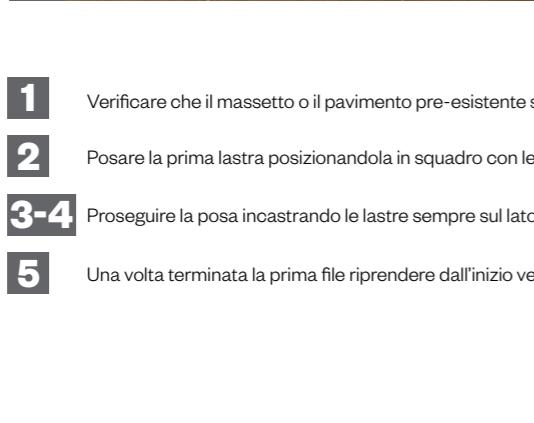 1 Verificare che il massetto o il pavimento pre-esistente
2 Posare la prima lastra posizionandola in squadro con le
3-4 Proseguire la posa incastrando le lastre sempre sul lato
5 Una volta terminata la prima file riprendere dall'inizio